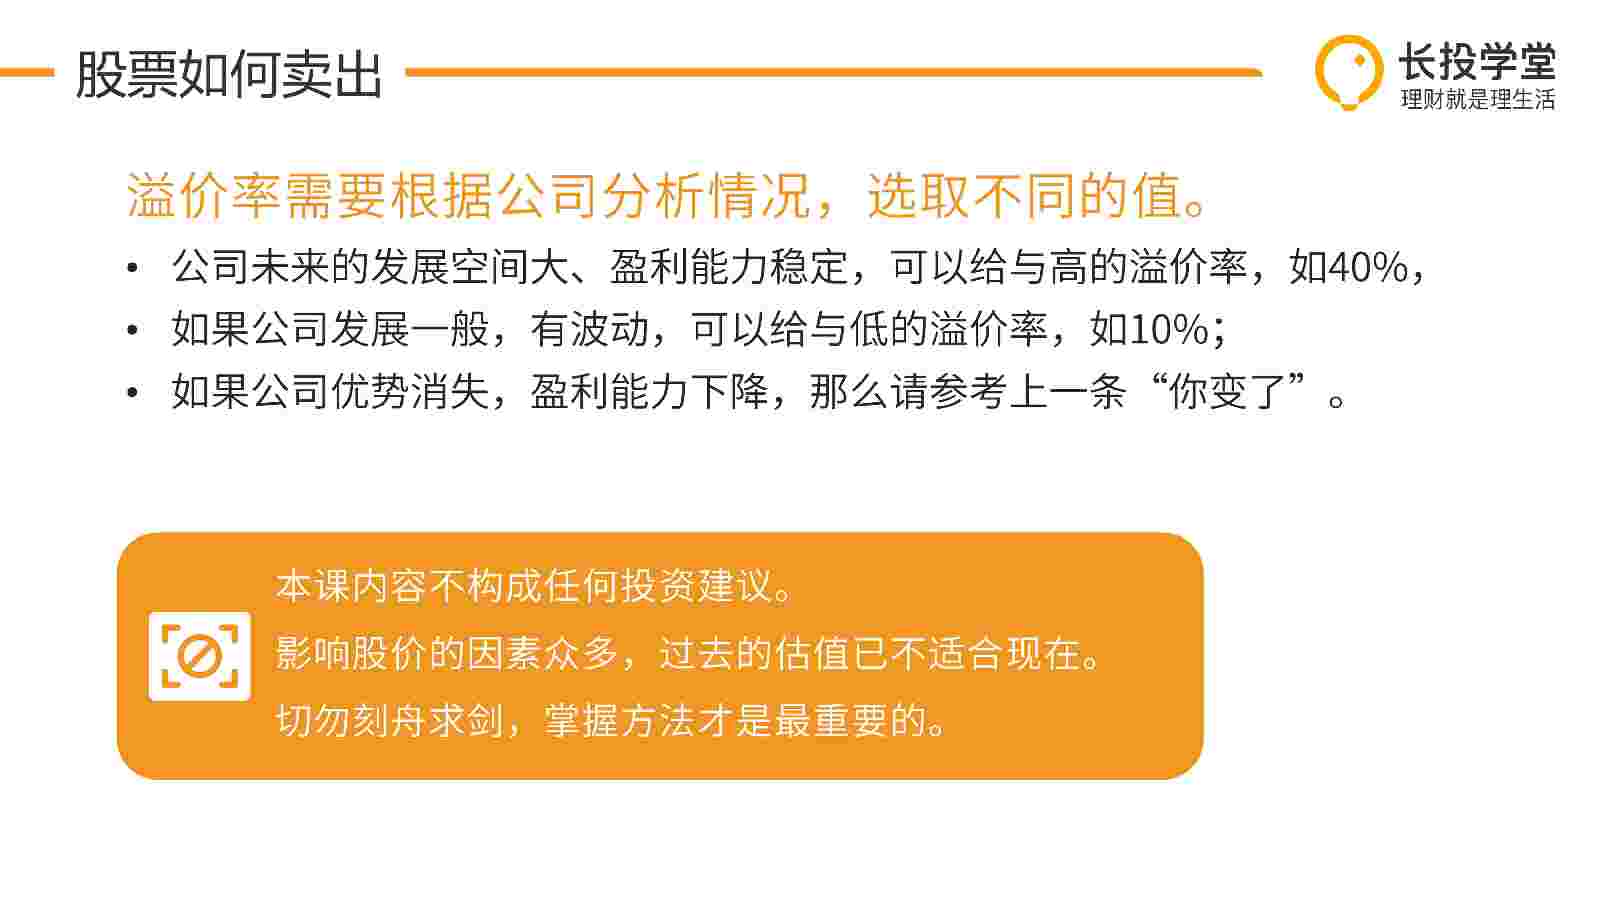 股票如何卖出
长投学堂
理财就是理生活
溢价率需要根据公司分析情况，选取不同的值。
• 公司未来的发展空间大、盈利能力稳定，可以给与高的溢价率，如40%，
• 如果公司发展一般，有波动，可以给与低的溢价率，如10%；
• 如果公司优势消失，盈利能力下降，那么请参考上一条“你变了”。
本课内容不构成任何投资建议。
影响股价的因素众多，过去的估值已不适合现在。
切勿刻舟求剑，掌握方法才是最重要的。